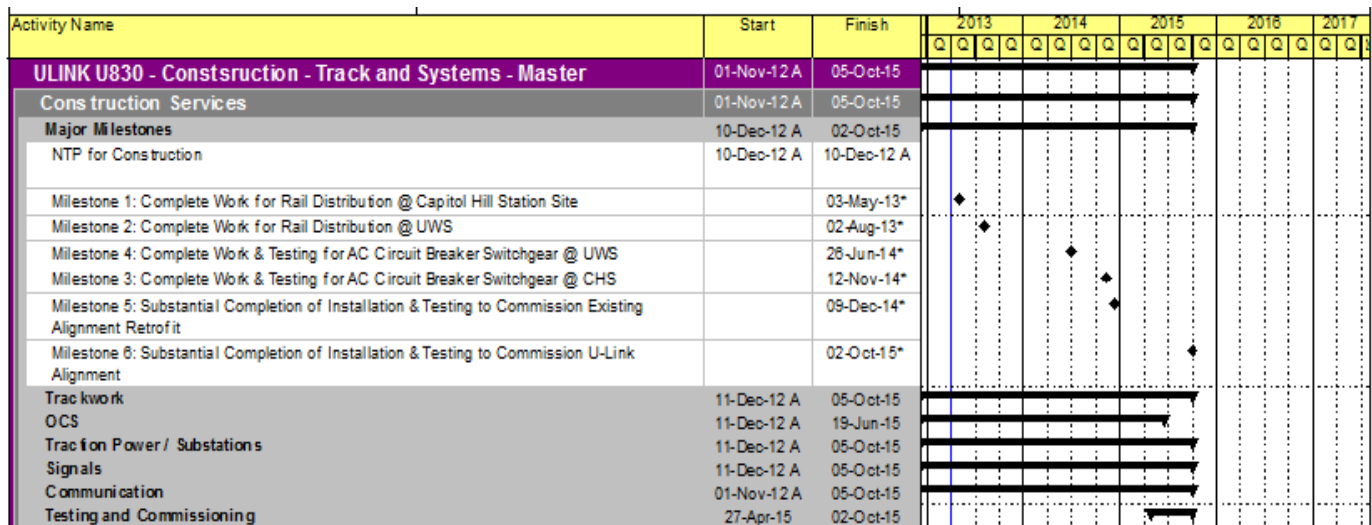 Activity Name Start Finish 2013 2014 2015 2016 2017
Q Q Q Q Q Q Q Q Q Q Q Q Q Q Q Q Q Q
ULINK U830 - Constsruction - Track and Systems - Master 01-Nov-12 A 05-Oct-15
Construction Services 01-Nov-12 A 05-Oct-15
Major Milestones 10-Dec-12 A 02-Oct-15
NTP for Construction 10-Dec-12 A 10-Dec-12 A
Milestone 1: Complete Work for Rail Distribution @ Capitol Hill Station Site 03-May-13*
Milestone 2: Complete Work for Rail Distribution @ UWS 02-Aug-13*
Milestone 4: Complete Work & Testing for AC Circuit Breaker Switchgear @ UWS 26-Jun-14*
Milestone 3: Complete Work & Testing for AC Circuit Breaker Switchgear @ CHS 12-Nov-14*
Milestone 5: Substantial Completion of Installation & Testing to Commission Existing 09-Dec-14*
Alignment Retrofit
Milestone 6: Substantial Completion of Installation & Testing to Commission U-Link 02-Oct-15*
Alignment
Trackwork 11-Dec-12 A 05-Oct-15
OCS 11-Dec-12 A 19-Jun-15
Traction Power / Substations 11-Dec-12 A 05-Oct-15
Signals 11-Dec-12 A 05-Oct-15
Communication 01-Nov-12 A 05-Oct-15
Testing and Commissioning 27-Apr-15 02-Oct-15